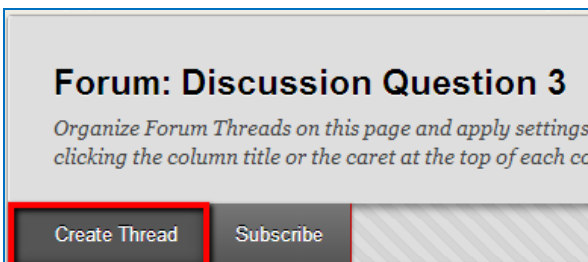 Forum: Discussion Question 3
Organize Forum Threads on this page and apply settings
clicking the column title or the caret at the top of each
Create Thread
Subscribe